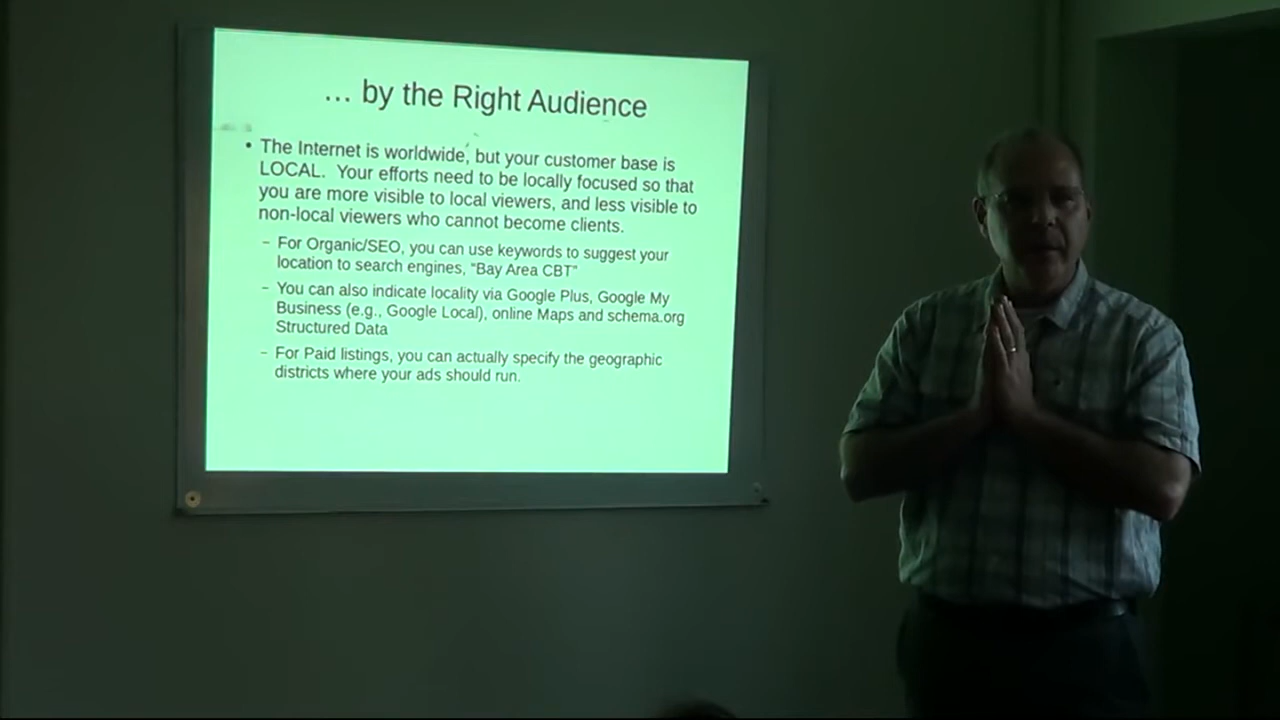 … by the Right Audience
• The Internet is worldwide, but your customer base is
LOCAL. Your efforts need to be locally focused so that
you are more visible to local viewers, and less visible to
non-local viewers who cannot become clients.
– For Organic/SEO, you can use keywords to suggest your
location to search engines, "Bay Area CBT"
– You can also indicate locality via Google Plus, Google My
Business (e.g., Google Local), online Maps and schema.org
Structured Data
– For Paid listings, you can actually specify the geographic
districts where your ads should run.